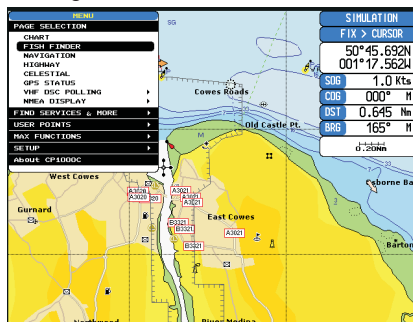 MENU
PAGE SELECTION
CHART
FISH FINDER
NAVIGATION
HIGHWAY
CELESTIAL
GPS STATUS
VHF DSC POLLING
NMEA DISPLAY
FIND SERVICES & MORE
USER POINTS
MAX FUNCTIONS
SETUP
About CP1000C
SIMULATION
FIX > CURSOR
50°45.692N
001°17.562W
SOG 1.0 Kts
COG 000° M
DST 0.645 Nm
BRG 165° M
0.20Nm
SG
Cowes Roads
Old Castle Pt.
M
West Cowes
Gurnard
A3020
A3021
A3021
East Cowes
B3321
B3321
B3321
A3021
Osborne Ba
Barton
River Medina